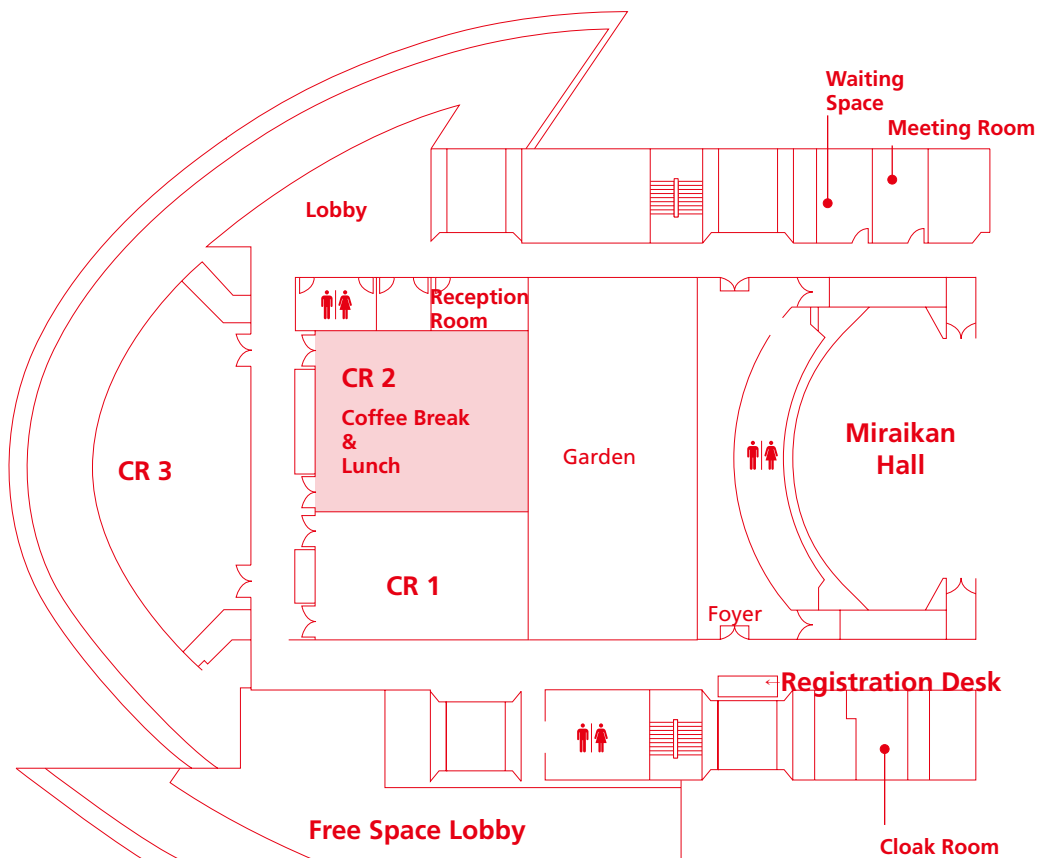 Waiting
Space
Meeting Room
Lobby
Reception
Room
CR 2
Coffee Break
&
Lunch
Garden
Miraikan
Hall
CR 3
CR 1
Foyer
←Registration Desk
Free Space Lobby
Cloak Room